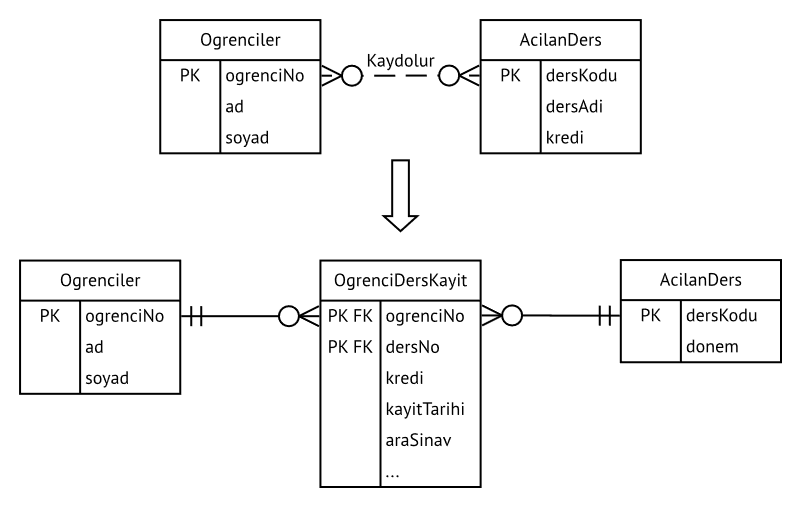 Ogrenciler
PK ogrenciNo
ad
soyad
Kaydolur
AcilanDers
PK dersKodu
dersAdi
kredi
Ogrenciler
PK ogrenciNo
ad
soyad
OgrenciDersKayit
PK FK ogrenciNo
PK FK dersNo
kredi
kayitTarihi
araSinav
...
AcilanDers
PK dersKodu
donem